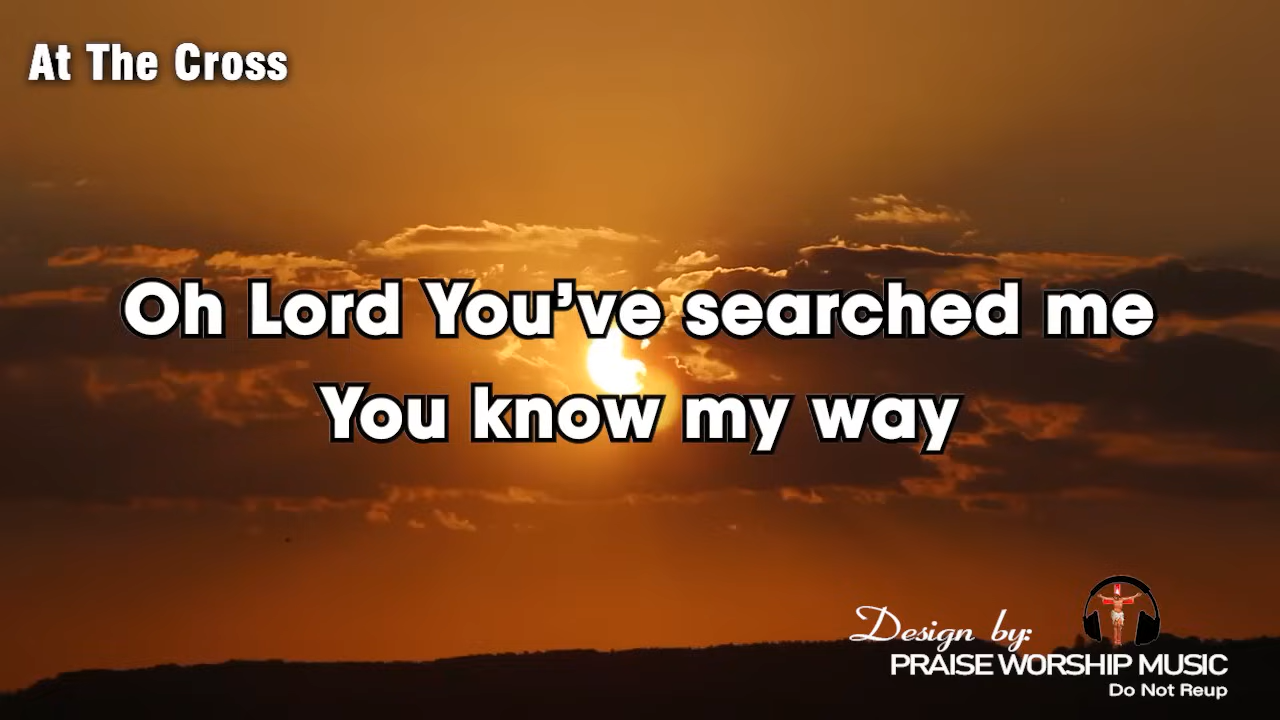 At The Cross
Oh Lord You’ve searched me
You know my way
Design by:
PRAISE WORSHIP MUSIC
Do Not Reup